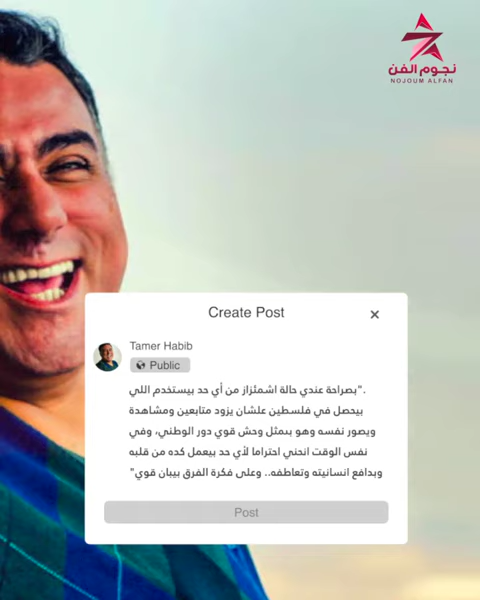 نجوم الفن
NOJOUM ALFAN
Create Post
×
Tamer Habib
Public
."بصراحة عندي حالة اشمئزاز من أي حد بيستخدم اللي
بيحصل في فلسطين علشان يزود متابعين ومشاهدة
ويصور نفسه وهو بيمثل وحش قوي دور الوطني، وفي
نفس الوقت انحني احتراما لأي حد بيعمل كده من قلبه
وبدافع انسانيته وتعاطفه.. وعلى فكرة الفرق بيبان قوي"
Post